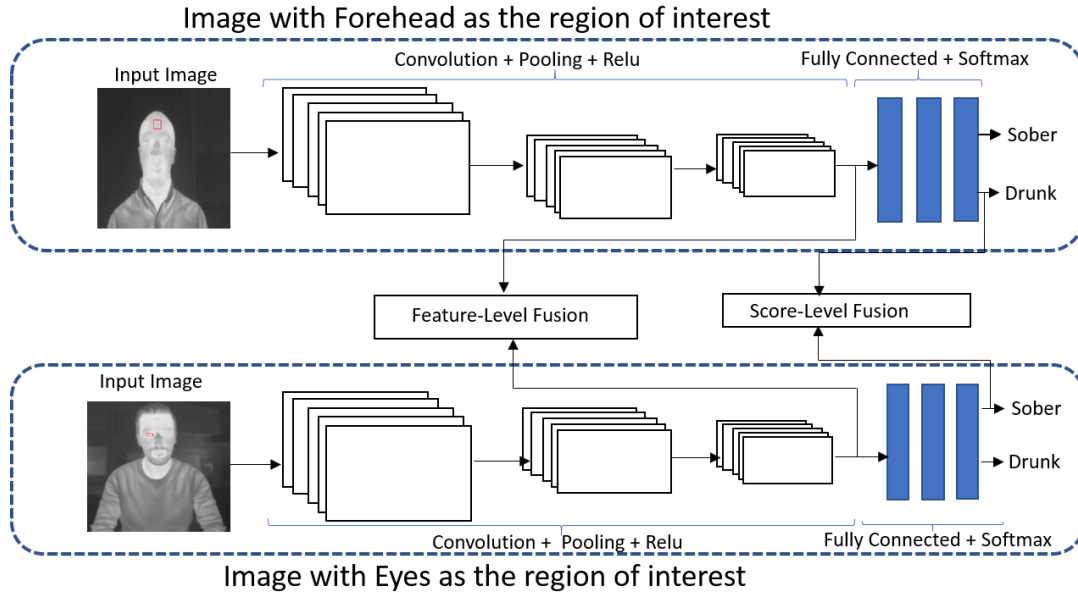 Image with Forehead as the region of interest
Convolution + Pooling + Relu
Fully Connected + Softmax
Input Image
Sober
Drunk
Feature-Level Fusion
Score-Level Fusion
Input Image
Sober
Drunk
Convolution + Pooling + Relu
Fully Connected + Softmax
Image with Eyes as the region of interest